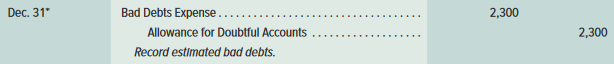 Dec. 31* Bad Debts Expense . . . . . . . . . . . . . . . . . . . . . . . . . . . . . . . . . 2,300
Allowance for Doubtful Accounts . . . . . . . . . . . . . . . . . . 2,300
Record estimated bad debts.